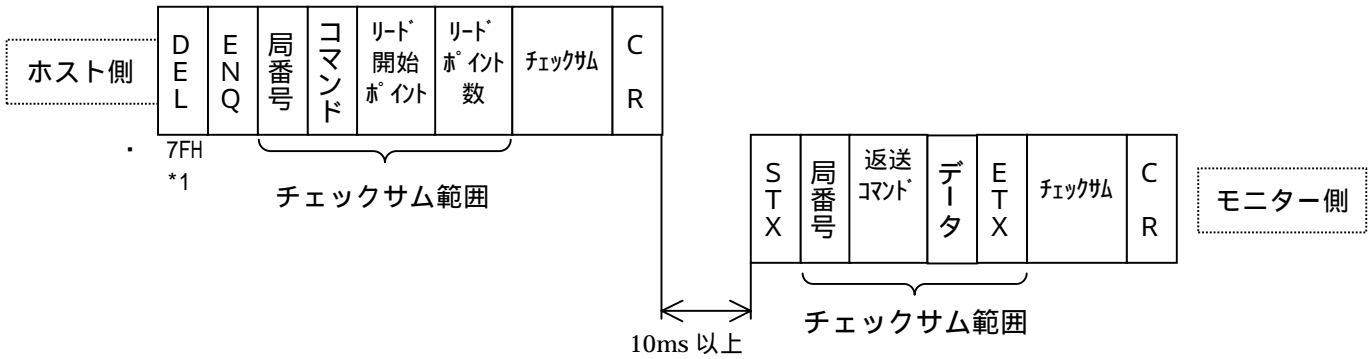 ホスト側
DEL
ENQ
局番号
コマンド
ﾘｰﾄﾞ
開始
ﾎﾟｲﾝﾄ
ﾘｰﾄﾞ
ﾎﾟｲﾝﾄ
数
ﾁｪｯｸｻﾑ
CR
・ 7FH
*1
チェックサム範囲
STX
局番号
返送
ｺﾏﾝﾄﾞ
データ
ETX
ﾁｪｯｸｻﾑ
CR
モニター側
チェックサム範囲
10ms 以上